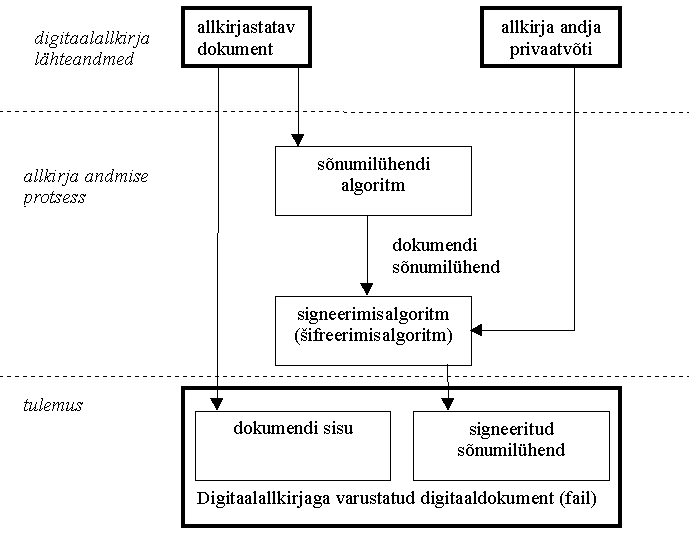 digitaalallkirja
lähteandmed
allkirjastatav
dokument
allkirja andja
privaatvõti
allkirja andmise
protsess
sõnumilühendi
algoritm
dokumendi
sõnumilühend
signeerimisalgoritm
(šifreerimisalgoritm)
tulemus
dokumendi sisu
signeeritud
sõnumilühend
Digitaalallkirjaga varustatud digitaaldokument (fail)